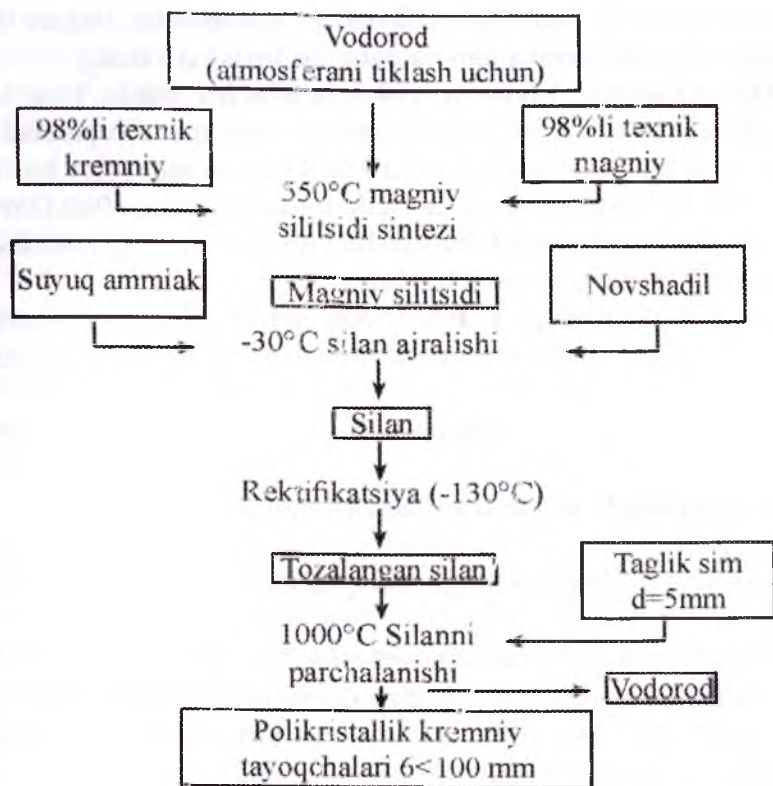 Vodorod
(atmosferani tiklash uchun)
98%li texnik
kremniy
98%li texnik
magniy
550°C magniy
silitsidi sintezi
Suyuq ammiak
Magniv silitsidi
Novshadil
-30°C silan ajralishi
Silan
Rektifikatsiya (-130°C)
Tozalangan silan
Taglik sim
d=5mm
1000°C Silanni
parchalanishi
Vodorod
Polikristallik kremniy
tayoqchalari 6<100 mm